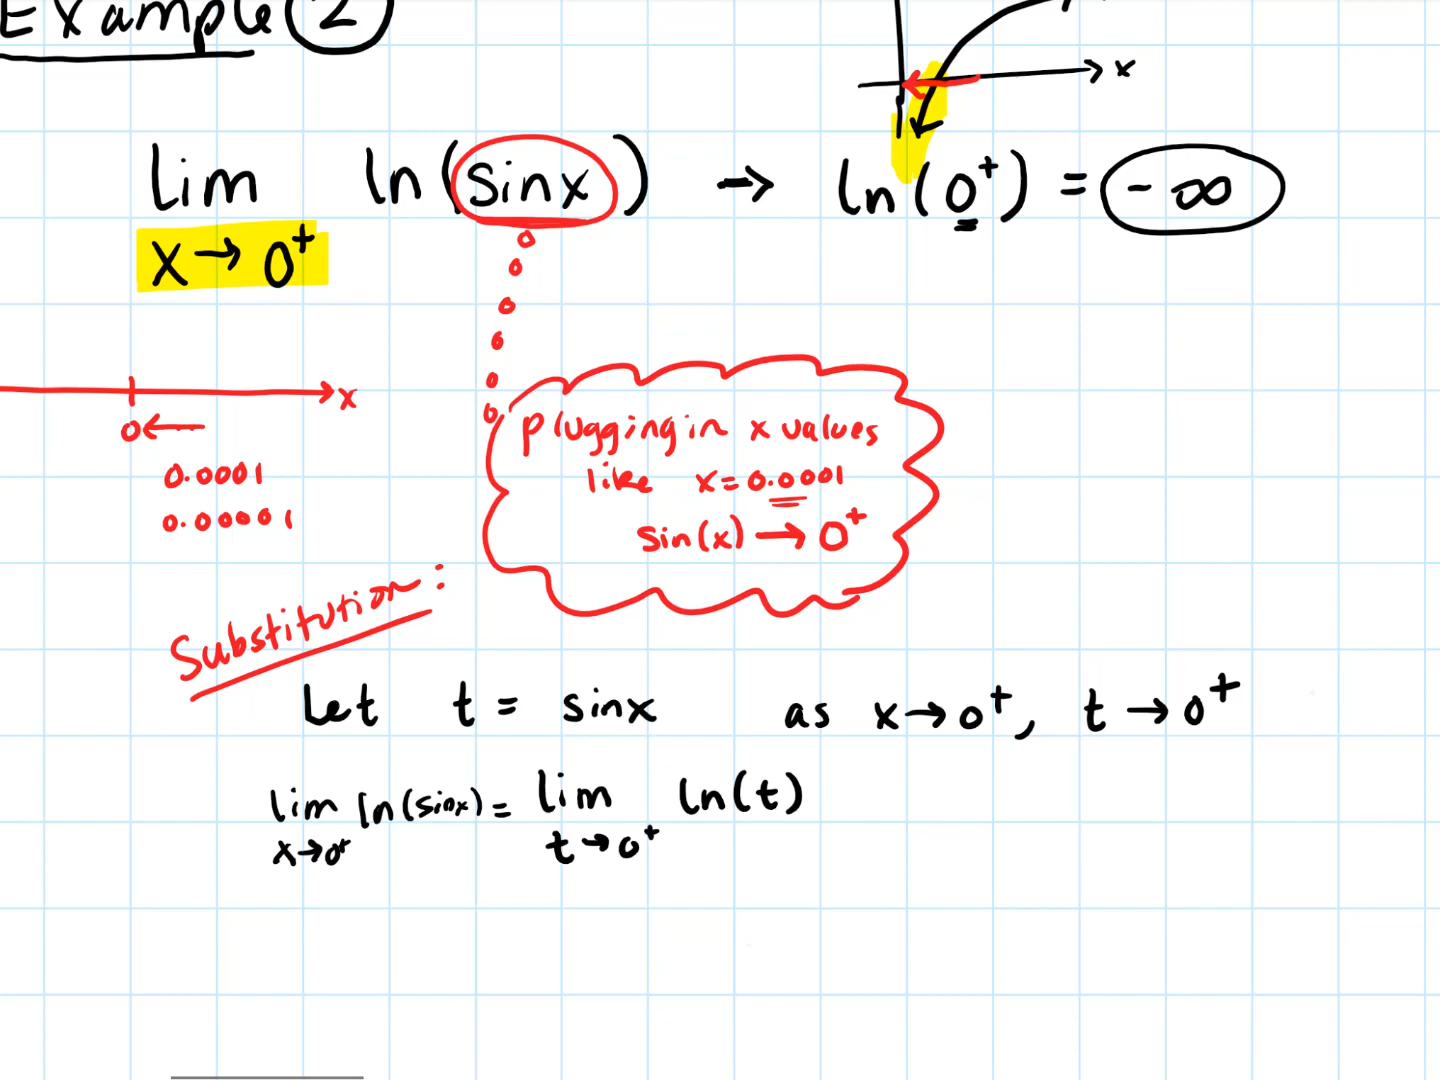 Example 2
x
lim ln(sinx) → ln(0⁺) = -∞
x → 0⁺
x
0 ←
0.0001
0.00001
plugging in x values
like x = 0.0001
sin(x) → 0⁺
Substitution:
Let t = sinx as x → 0⁺, t → 0⁺
lim ln(sinx) = lim ln(t)
x → 0⁺ t → 0⁺